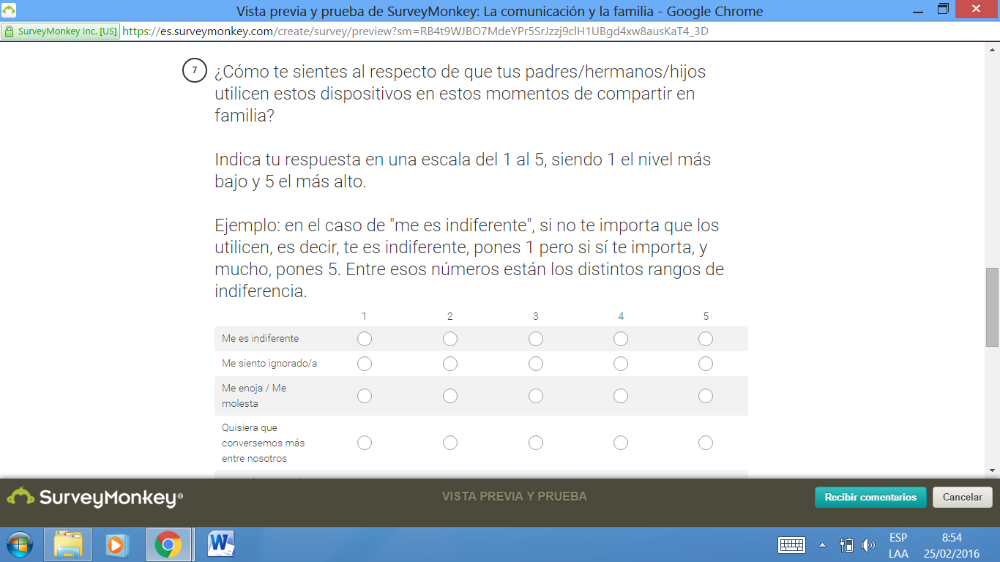 Vista previa y prueba de SurveyMonkey: La comunicación y la familia - Google Chrome
SurveyMonkey Inc. [US] https://es.surveymonkey.com/create/survey/preview?sm=RB4t9WJBO7MdeYPr5SrJzzj9clH1UBgd4xw8ausKaT4_3D
7 ¿Cómo te sientes al respecto de que tus padres/hermanos/hijos
utilicen estos dispositivos en estos momentos de compartir en
familia?
Indica tu respuesta en una escala del 1 al 5, siendo 1 el nivel más
bajo y 5 el más alto.
Ejemplo: en el caso de "me es indiferente", si no te importa que los
utilicen, es decir, te es indiferente, pones 1 pero si sí te importa, y
mucho, pones 5. Entre esos números están los distintos rangos de
indiferencia.
1 2 3 4 5
Me es indiferente
Me siento ignorado/a
Me enoja / Me
molesta
Quisiera que
conversemos más
entre nosotros
SurveyMonkey® VISTA PREVIA Y PRUEBA Recibir comentarios Cancelar
ESP 8:54
LAA 25/02/2016